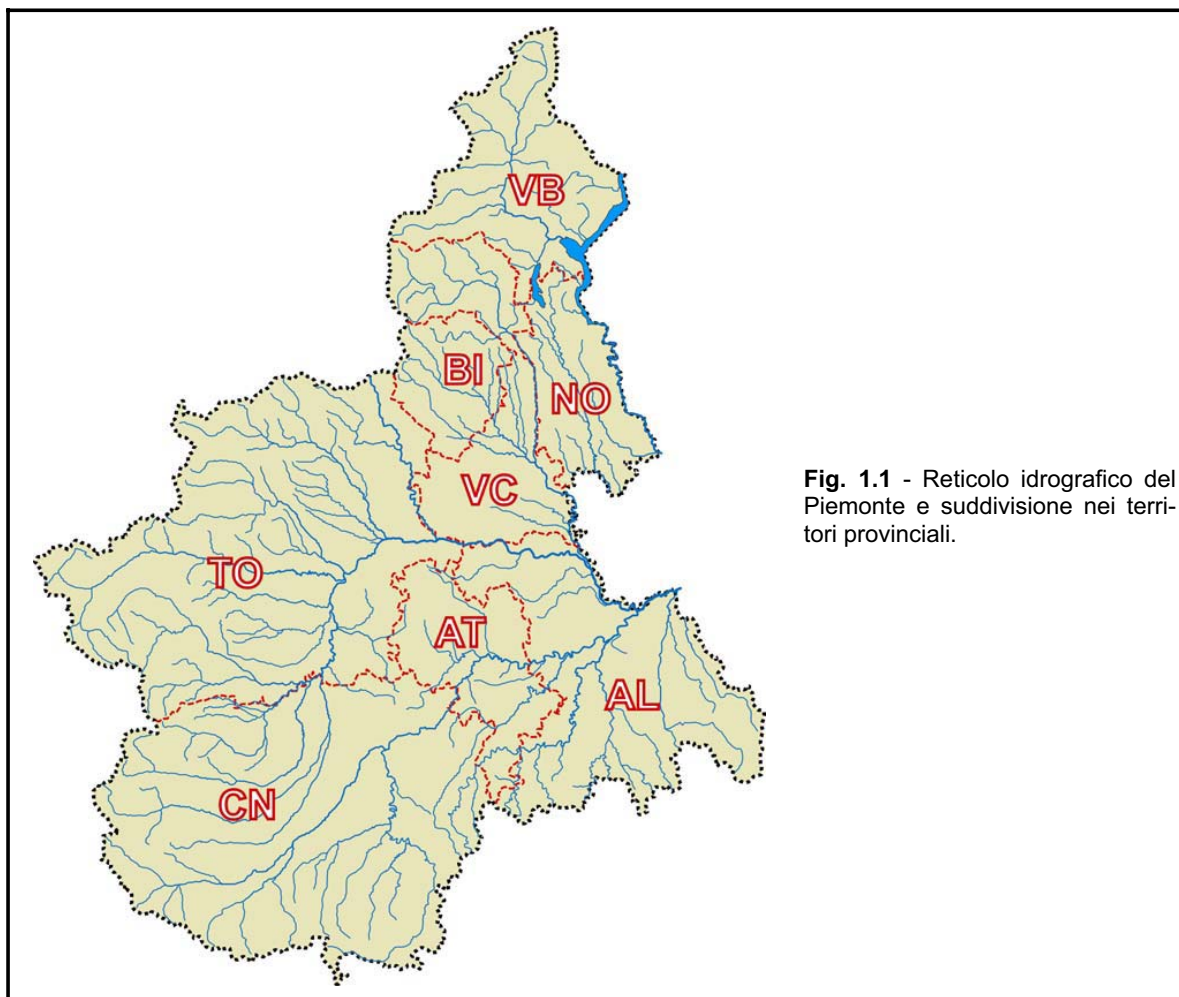 VB
BI
NO
VC
TO
AT
AL
CN
Fig. 1.1 - Reticolo idrografico del
Piemonte e suddivisione nei terri-
tori provinciali.